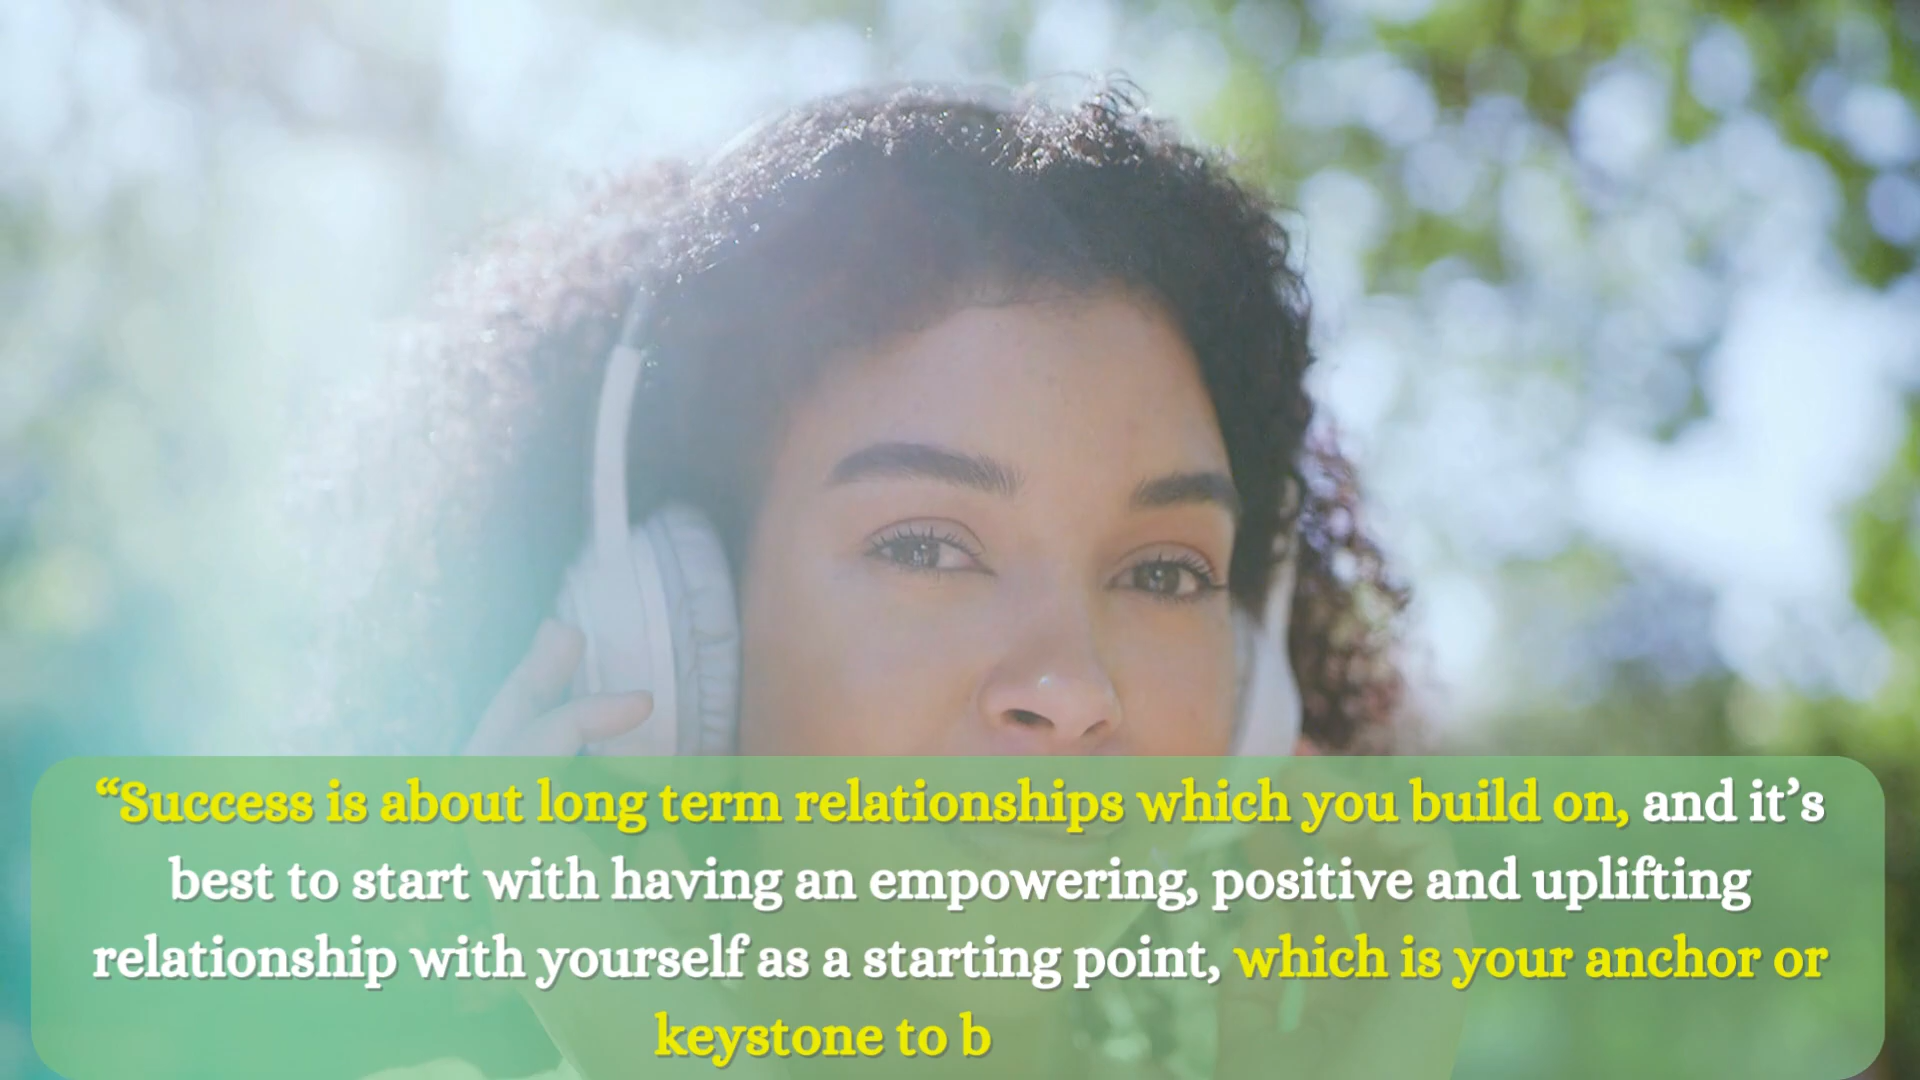 “Success is about long term relationships which you build on, and it’s
best to start with having an empowering, positive and uplifting
relationship with yourself as a starting point, which is your anchor or
keystone to b